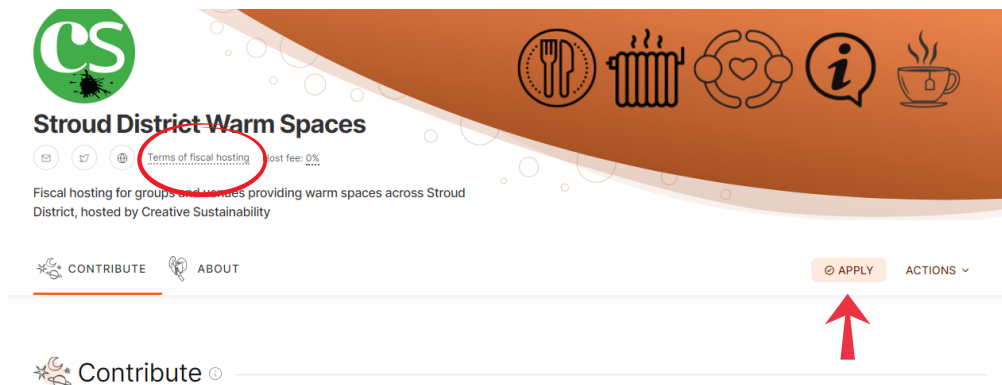 CS
Stroud District Warm Spaces
Terms of fiscal hosting Host fee: 0%
Fiscal hosting for groups and venues providing warm spaces across Stroud
District, hosted by Creative Sustainability
CONTRIBUTE ABOUT APPLY ACTIONS
Contribute